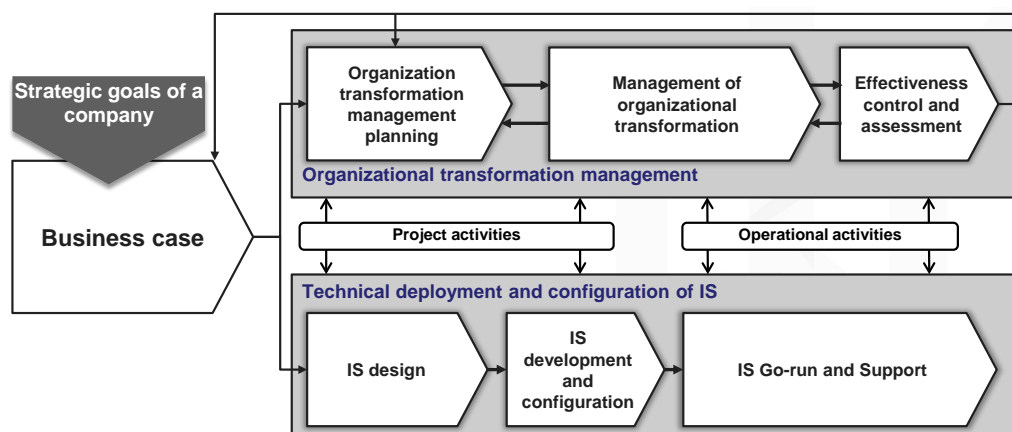 Strategic goals of a
company
Business case
Organization
transformation
management
planning
Management of
organizational
transformation
Effectiveness
control and
assessment
Organizational transformation management
Project activities
Operational activities
Technical deployment and configuration of IS
IS design
IS
development
and
configuration
IS Go-run and Support